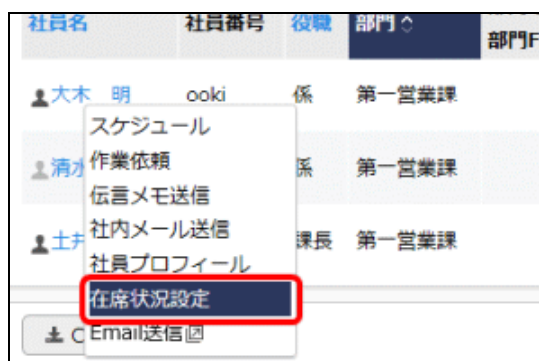 社員名 社員番号 役職 部門
部門F
大木 明 ooki 係 第一営業課
スケジュール
作業依頼
清水 係 第一営業課
伝言メモ送信
社内メール送信
土井 課長 第一営業課
社員プロフィール
在席状況設定
C Email送信